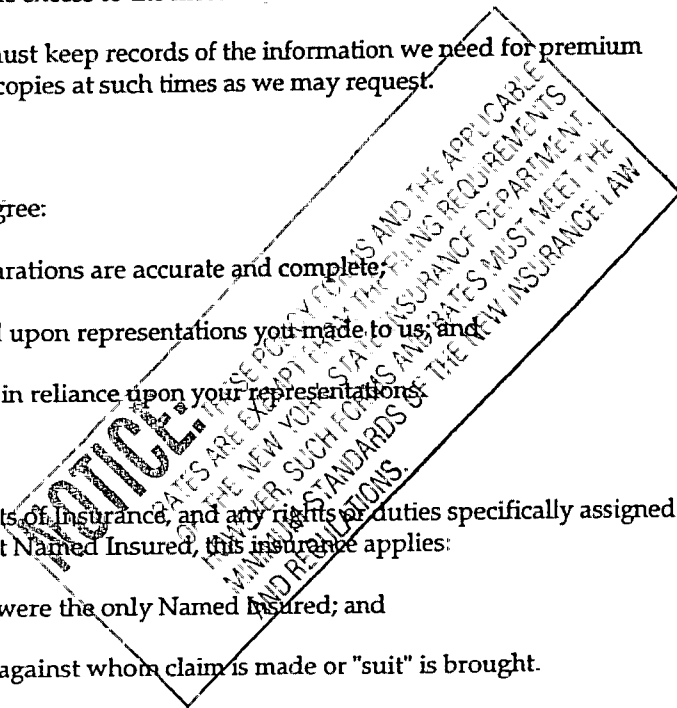 must keep records of the information we need for premium
copies at such times as we may request.
gree:
arations are accurate and complete;
upon representations you made to us; and
in reliance upon your representations.
ts of Insurance, and any rights or duties specifically assigned
t Named Insured, this insurance applies:
were the only Named Insured; and
against whom claim is made or "suit" is brought.
NOTICE: THESE POLICY FORMS AND THE APPLICABLE
RATES ARE EXEMPT FROM THE FILING REQUIREMENTS
OF THE NEW YORK STATE INSURANCE DEPARTMENT.
HOWEVER, SUCH FORMS AND RATES MUST MEET THE
MINIMUM STANDARDS OF THE NEW INSURANCE LAW
AND REGULATIONS.